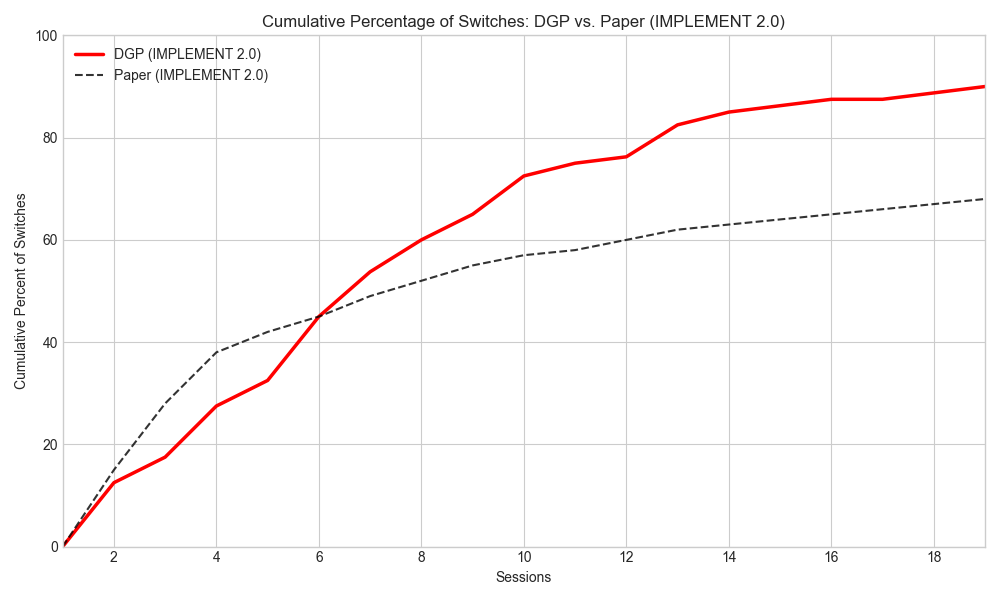 Cumulative Percentage of Switches: DGP vs. Paper (IMPLEMENT 2.0)
DGP (IMPLEMENT 2.0)
Paper (IMPLEMENT 2.0)
Cumulative Percent of Switches
100
80
60
40
20
0
2 4 6 8 10 12 14 16 18
Sessions